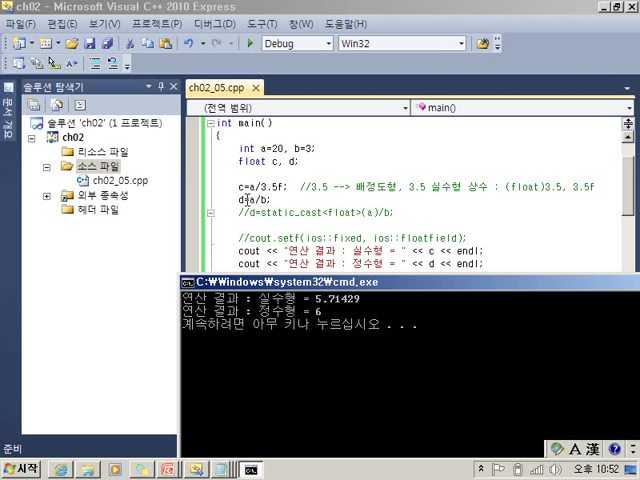 ch02 - Microsoft Visual C++ 2010 Express
파일(F) 편집(E) 보기(V) 프로젝트(P) 디버그(D) 도구(T) 창(W) 도움말(H)
Debug Win32
솔루션 탐색기
솔루션 'ch02' (1 프로젝트)
ch02
리소스 파일
소스 파일
ch02_05.cpp
외부 종속성
헤더 파일
문서 개요
ch02_05.cpp
(전역 범위) main()
int main()
{
int a=20, b=3;
float c, d;
c=a/3.5f; //3.5 --> 배정도형, 3.5 실수형 상수 : (float)3.5, 3.5f
d=a/b;
//d=static_cast<float>(a)/b;
//cout.setf(ios::fixed, ios::floatfield);
cout << "연산 결과 : 실수형 = " << c << endl;
cout << "연산 결과 : 정수형 = " << d << endl;
C:\Windows\system32\cmd.exe
연산 결과 : 실수형 = 5.71429
연산 결과 : 정수형 = 6
계속하려면 아무 키나 누르십시오 . . .
준비
시작
A 漢
오후 10:52